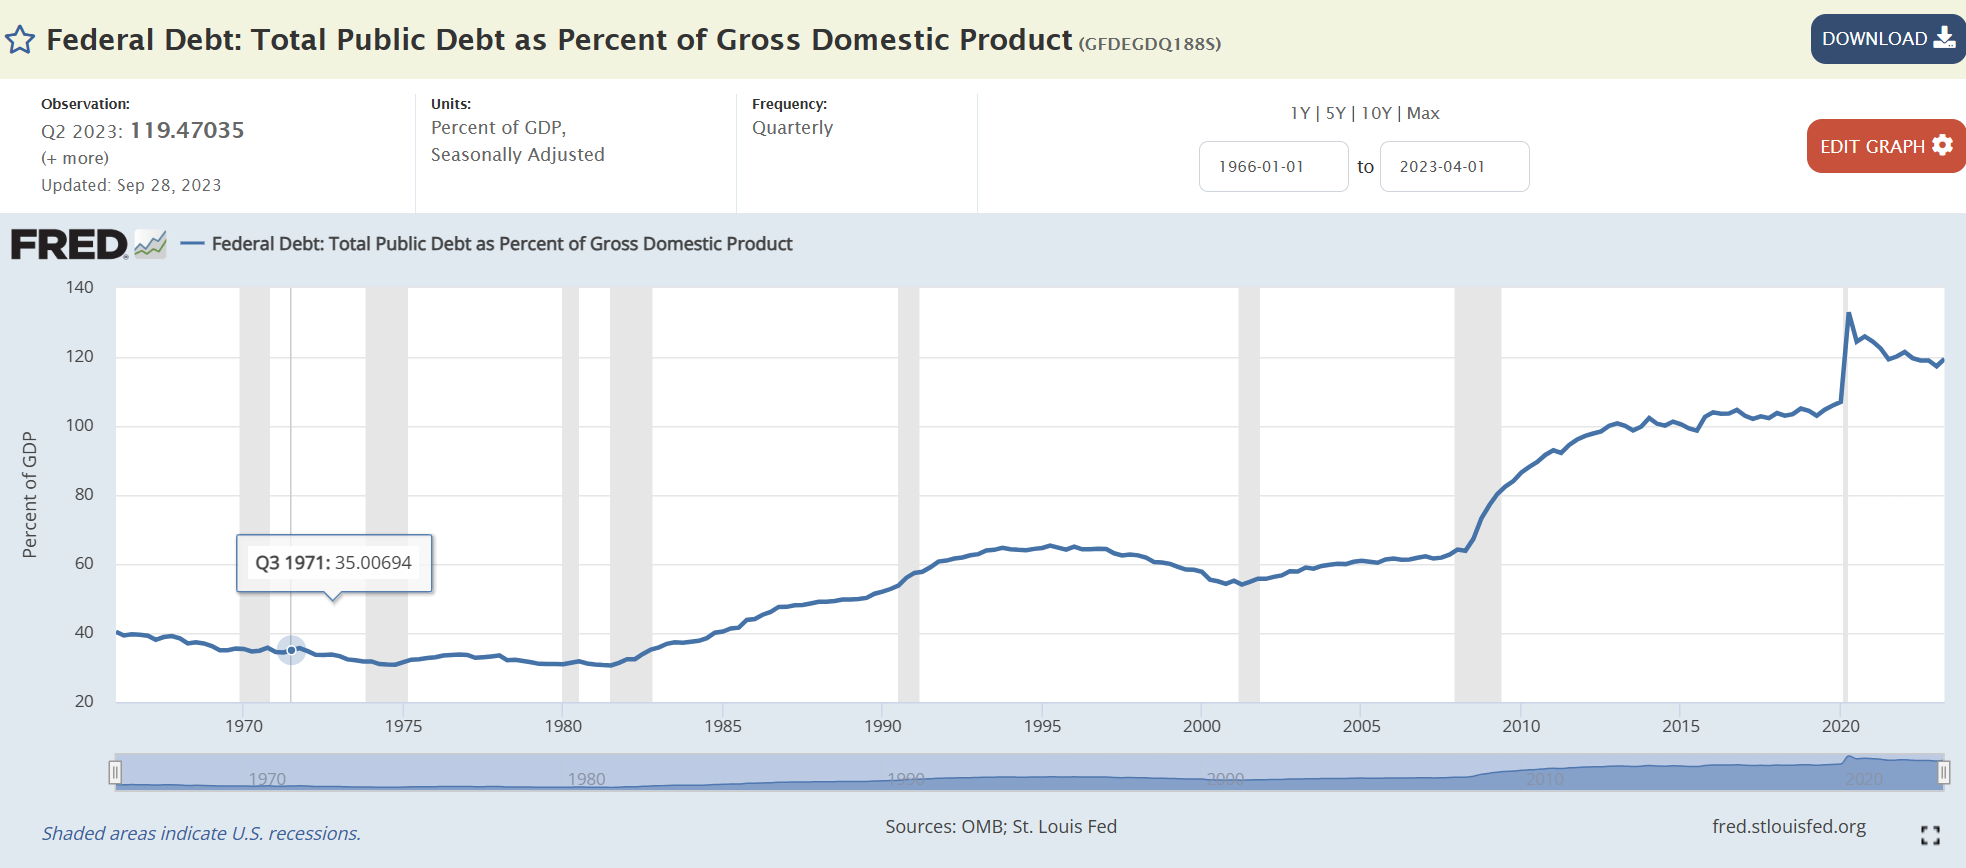 Federal Debt: Total Public Debt as Percent of Gross Domestic Product (GFDEGDQ188S)
DOWNLOAD
Observation:
Q2 2023: 119.47035
(+ more)
Updated: Sep 28, 2023
Units:
Percent of GDP,
Seasonally Adjusted
Frequency:
Quarterly
1Y | 5Y | 10Y | Max
1966-01-01 to 2023-04-01
EDIT GRAPH
FRED
Federal Debt: Total Public Debt as Percent of Gross Domestic Product
Percent of GDP
140
120
100
80
60
40
20
Q3 1971: 35.00694
1970 1975 1980 1985 1990 1995 2000 2005 2010 2015 2020
1970 1980 1990 2000 2010 2020
Shaded areas indicate U.S. recessions.
Sources: OMB; St. Louis Fed
fred.stlouisfed.org